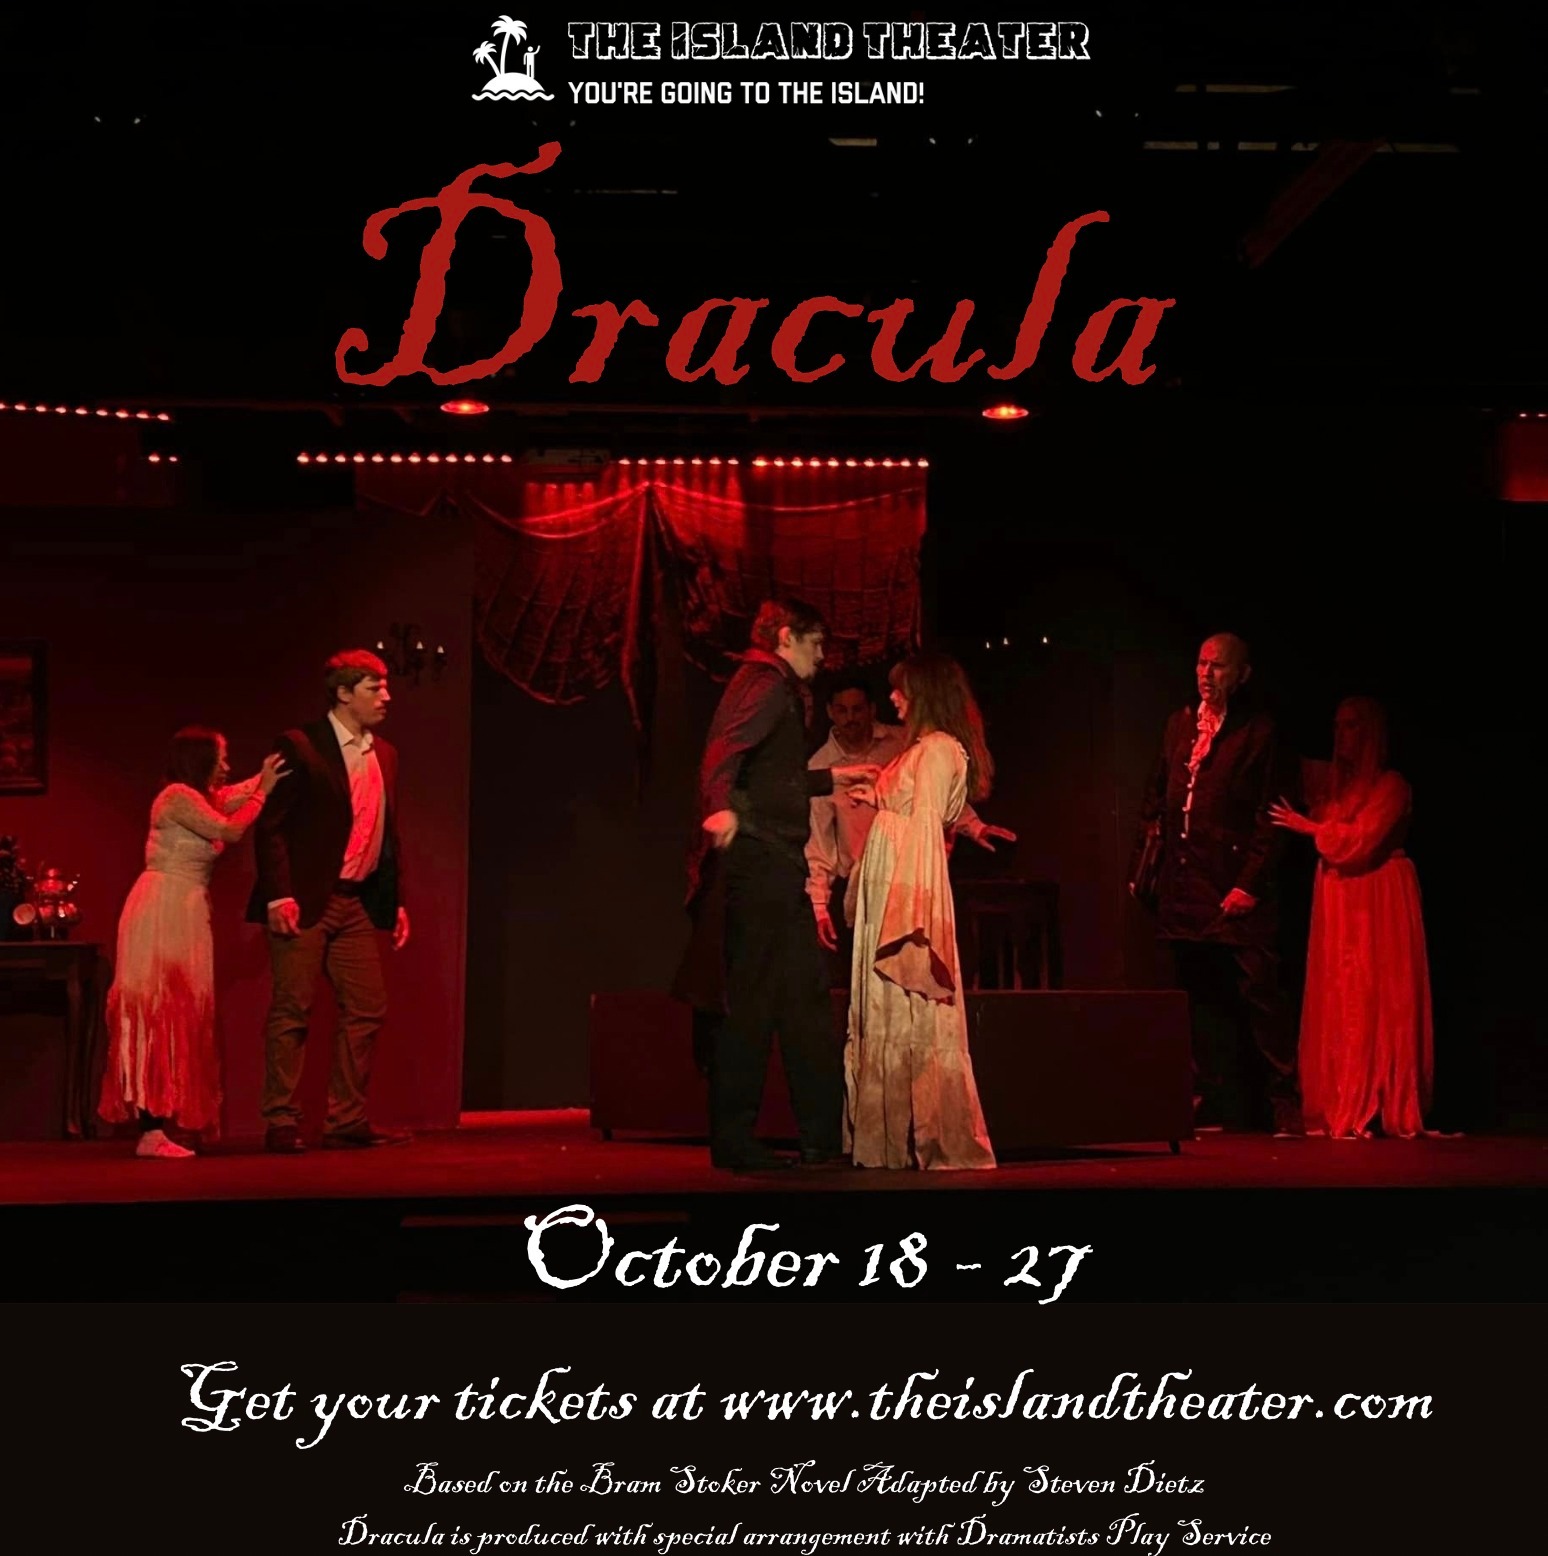 THE ISLAND THEATER
YOU'RE GOING TO THE ISLAND!
Dracula
October 18 - 27
Get your tickets at www.theislandtheater.com
Based on the Bram Stoker Novel Adapted by Steven Dietz
Dracula is produced with special arrangement with Dramatists Play Service